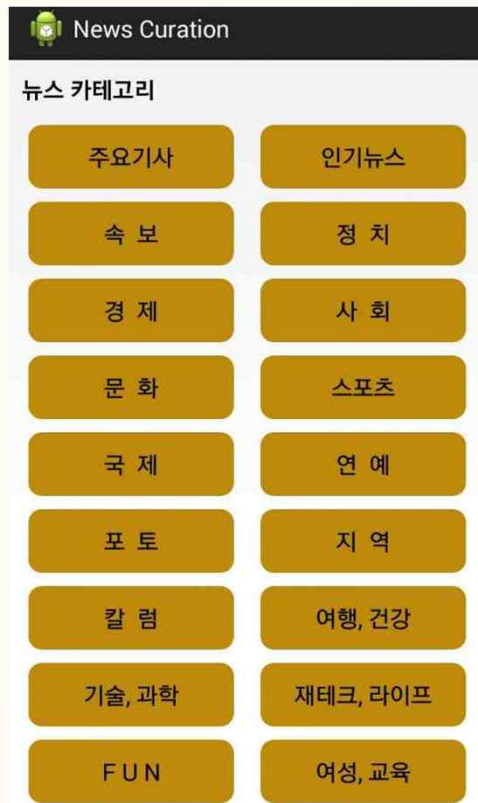 News Curation
뉴스 카테고리
주요기사 인기뉴스
속 보 정 치
경 제 사 회
문 화 스포츠
국 제 연 예
포 토 지 역
칼 럼 여행, 건강
기술, 과학 재테크, 라이프
F U N 여성, 교육